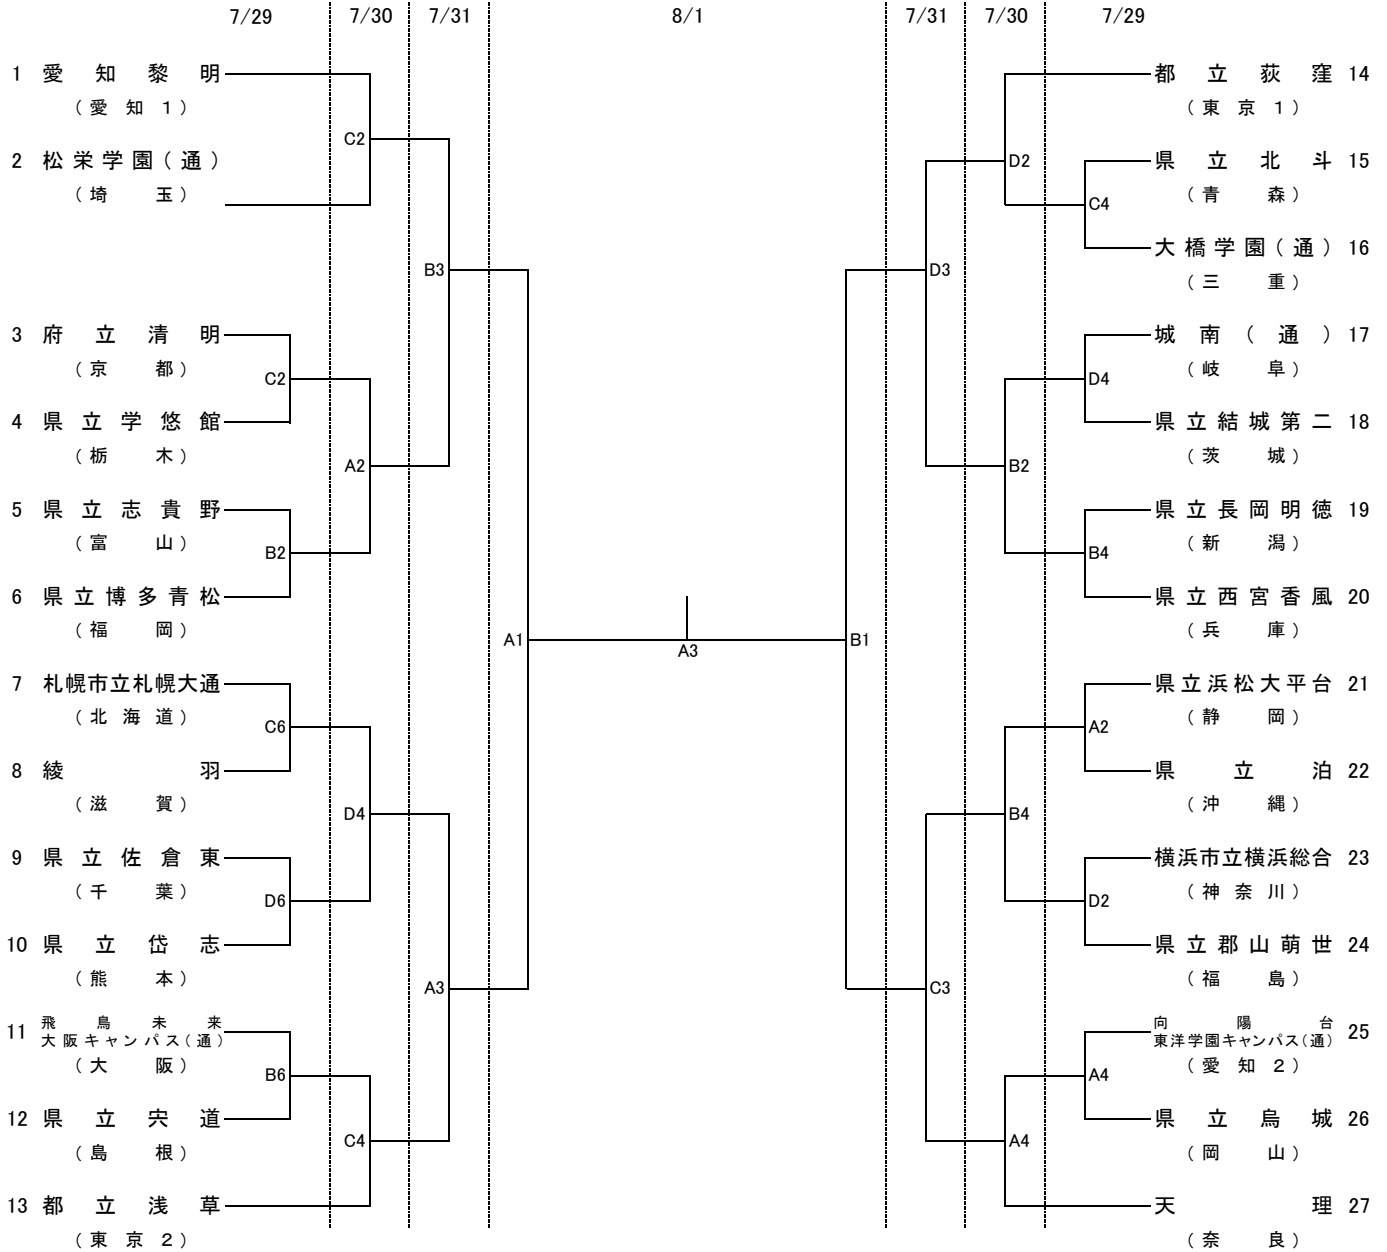 7/29 7/30 7/31 8/1 7/31 7/30 7/29
1 愛知黎明
(愛知1)
C2
2 松栄学園(通)
(埼玉)
B3
3 府立清明
(京都)
C2
4 県立学悠館
(栃木)
A2
5 県立志貴野
(富山)
B2
6 県立博多青松
(福岡)
A1
7 札幌市立札幌大通
(北海道)
C6
8 綾羽
(滋賀)
D4
9 県立佐倉東
(千葉)
D6
10 県立岱志
(熊本)
A3
11 飛鳥未来
大阪キャンパス(通)
(大阪)
B6
12 県立宍道
(島根)
C4
13 都立浅草
(東京2)
A3
都立荻窪 14
(東京1)
D2
県立北斗 15
(青森)
C4
大橋学園(通) 16
(三重)
D3
城南(通) 17
(岐阜)
D4
県立結城第二 18
(茨城)
B2
県立長岡明徳 19
(新潟)
B4
県立西宮香風 20
(兵庫)
B1
県立浜松大平台 21
(静岡)
A2
県立泊 22
(沖縄)
B4
横浜市立横浜総合 23
(神奈川)
D2
県立郡山萌世 24
(福島)
C3
向陽台
東洋学園キャンパス(通) 25
(愛知2)
A4
県立烏城 26
(岡山)
A4
天理 27
(奈良)